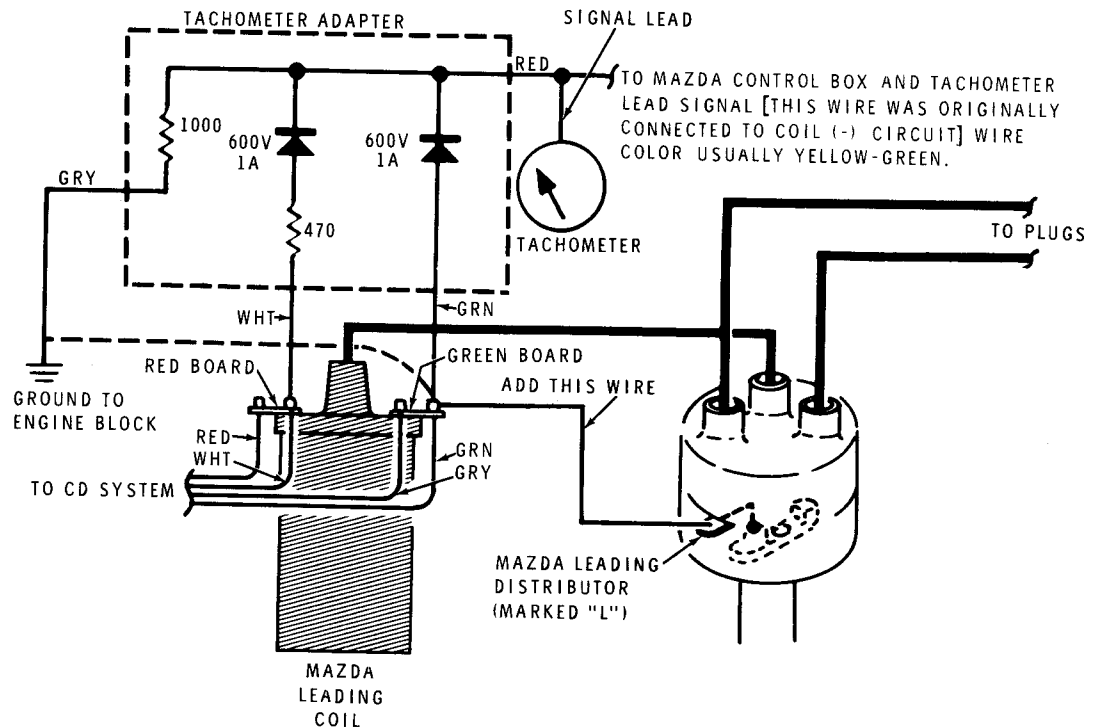 TACHOMETER ADAPTER
SIGNAL LEAD
RED
TO MAZDA CONTROL BOX AND TACHOMETER
LEAD SIGNAL [THIS WIRE WAS ORIGINALLY
CONNECTED TO COIL (-) CIRCUIT] WIRE
COLOR USUALLY YELLOW-GREEN.
1000
600V
1A
600V
1A
GRY
470
TACHOMETER
TO PLUGS
WHT
GRN
RED BOARD
GREEN BOARD
ADD THIS WIRE
GROUND TO
ENGINE BLOCK
RED
WHT
GRN
GRY
TO CD SYSTEM
MAZDA LEADING
DISTRIBUTOR
(MARKED "L")
MAZDA
LEADING
COIL